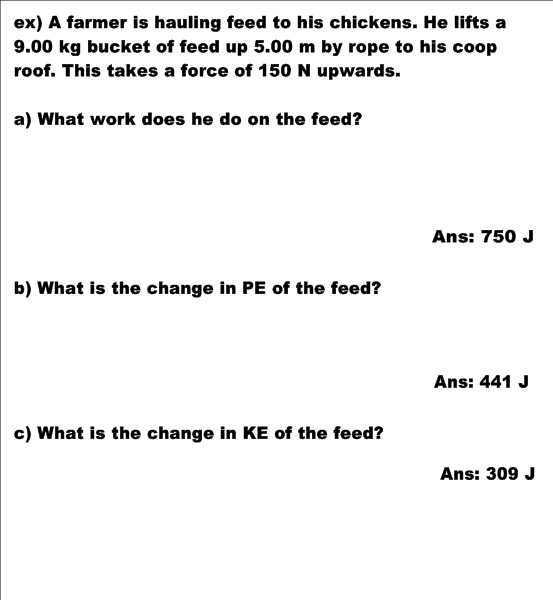 ex) A farmer is hauling feed to his chickens. He lifts a
9.00 kg bucket of feed up 5.00 m by rope to his coop
roof. This takes a force of 150 N upwards.
a) What work does he do on the feed?
Ans: 750 J
b) What is the change in PE of the feed?
Ans: 441 J
c) What is the change in KE of the feed?
Ans: 309 J